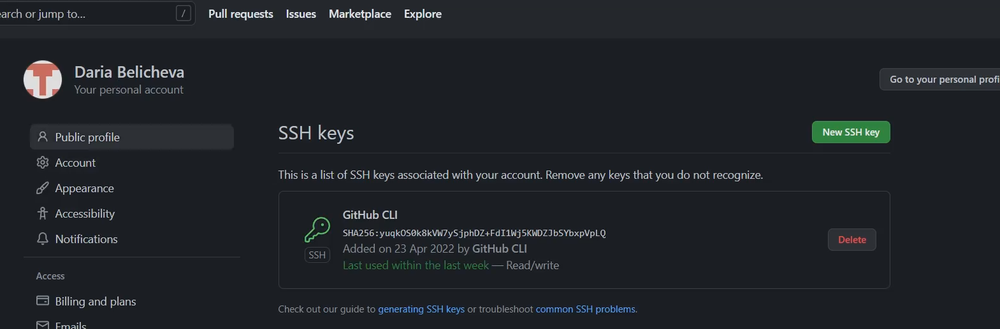 earch or jump to... /
Pull requests Issues Marketplace Explore
Daria Belicheva
Your personal account
Go to your personal profi
Public profile
Account
Appearance
Accessibility
Notifications
Access
Billing and plans
Emails
SSH keys
New SSH key
This is a list of SSH keys associated with your account. Remove any keys that you do not recognize.
GitHub CLI
SHA256:yuqkOS0k8kVW7ySjphDZ+FdI1Wj5KWDZJbSYbxpVpLQ
Added on 23 Apr 2022 by GitHub CLI
Last used within the last week — Read/write
SSH
Delete
Check out our guide to generating SSH keys or troubleshoot common SSH problems.